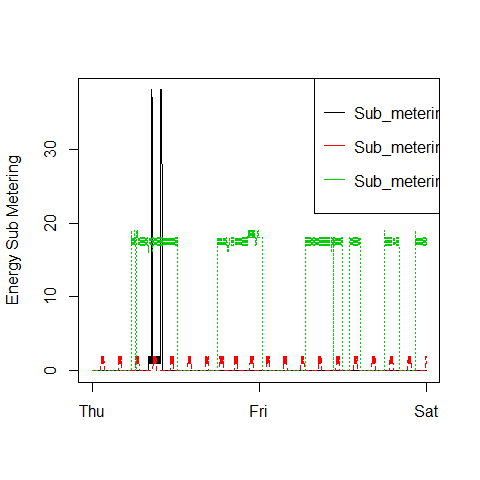 Energy Sub Metering
30
20
10
0
Thu
Fri
Sat
Sub_meterin
Sub_meterin
Sub_meterin